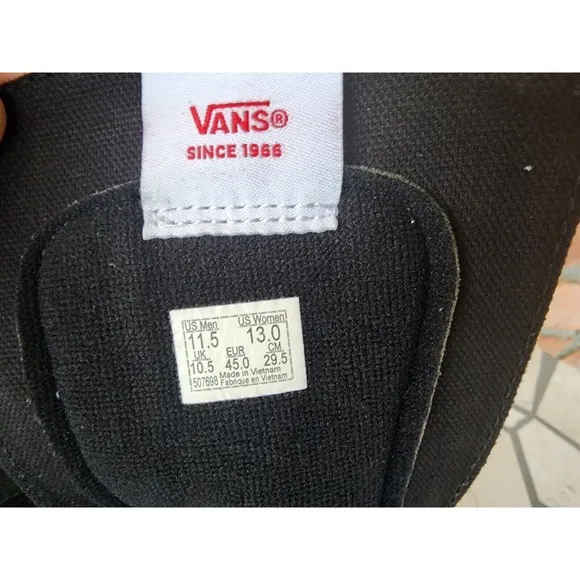 VANS®
SINCE 1966
US Men US Women
11.5 13.0
UK EUR CM
10.5 45.0 29.5
507698 Made in Vietnam
Fabriqué en Vietnam